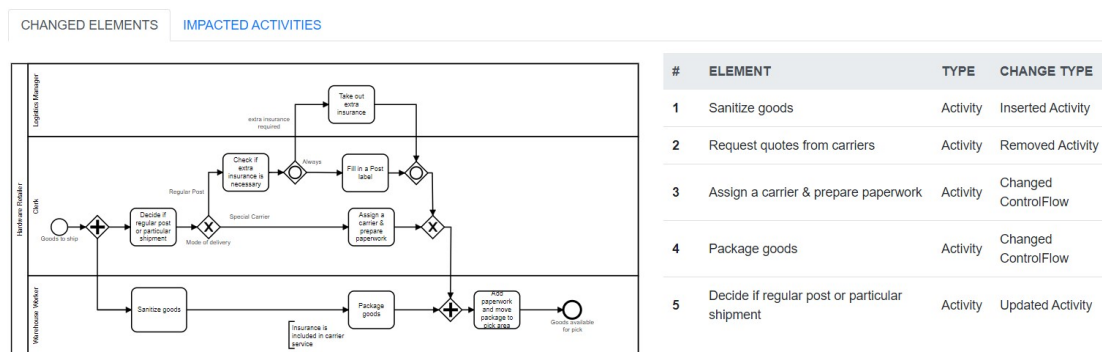 CHANGED ELEMENTS
IMPACTED ACTIVITIES
Hardware Retailer
Logistics Manager
Take out
extra
insurance
extra insurance
required
Clerk
Check if
extra
insurance is
necessary
Always
Fill in a Post
label
Regular Post
Goods to ship
Decide if
regular post
or particular
shipment
Mode of delivery
Special Carrier
Assign a
carrier &
prepare
paperwork
Warehouse Worker
Sanitize goods
Package
goods
Insurance is
included in carrier
service
Add
paperwork
and move
package to
pick area
Goods available
for pick
# ELEMENT TYPE CHANGE TYPE
1 Sanitize goods Activity Inserted Activity
2 Request quotes from carriers Activity Removed Activity
3 Assign a carrier & prepare paperwork Activity Changed
ControlFlow
4 Package goods Activity Changed
ControlFlow
5 Decide if regular post or particular
shipment Activity Updated Activity